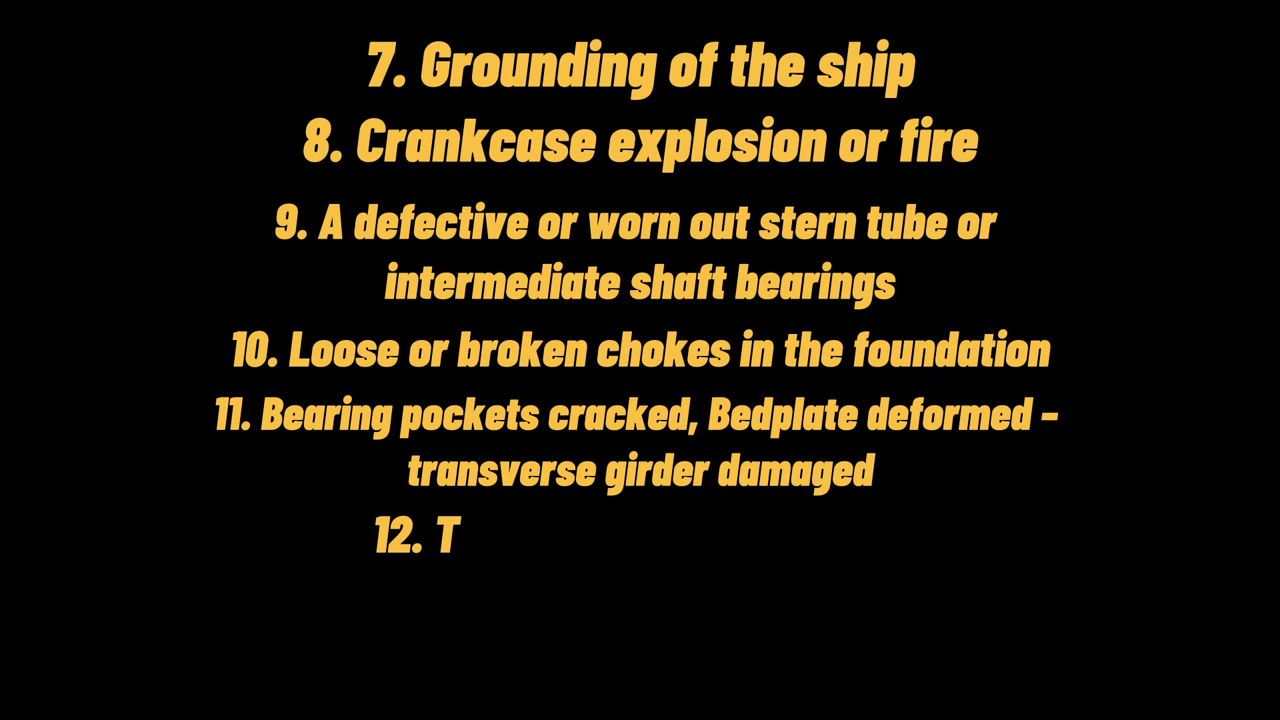 7. Grounding of the ship
8. Crankcase explosion or fire
9. A defective or worn out stern tube or
intermediate shaft bearings
10. Loose or broken chokes in the foundation
11. Bearing pockets cracked, Bedplate deformed –
transverse girder damaged
12. T